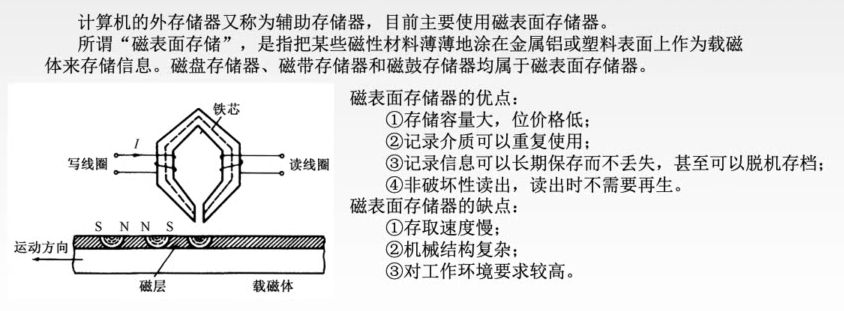 计算机的外存储器又称为辅助存储器，目前主要使用磁表面存储器。
所谓“磁表面存储”，是指把某些磁性材料薄薄地涂在金属铝或塑料表面上作为载磁
体来存储信息。磁盘存储器、磁带存储器和磁鼓存储器均属于磁表面存储器。
铁芯
I
写线圈
读线圈
S N N S
运动方向
磁层
载磁体
磁表面存储器的优点：
①存储容量大，位价格低；
②记录介质可以重复使用；
③记录信息可以长期保存而不丢失，甚至可以脱机存档；
④非破坏性读出，读出时不需要再生。
磁表面存储器的缺点：
①存取速度慢；
②机械结构复杂；
③对工作环境要求较高。